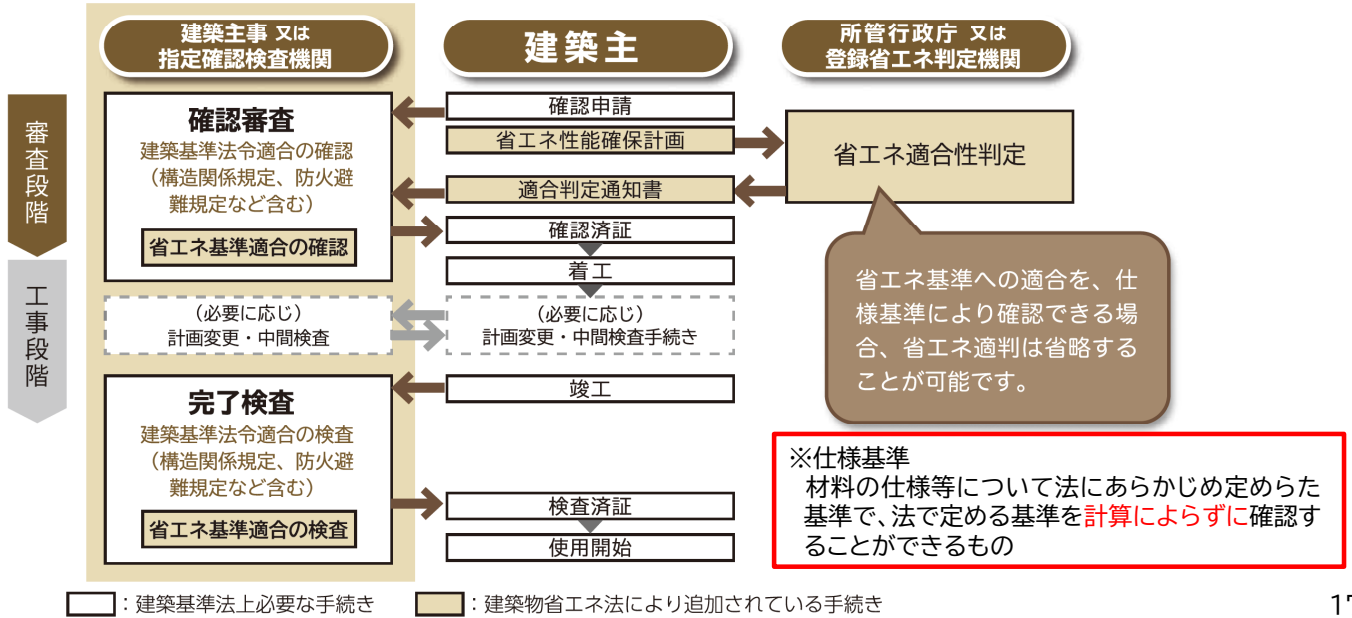 建築主事 又は
指定確認検査機関
建築主
所管行政庁 又は
登録省エネ判定機関
審査段階
確認審査
建築基準法令適合の確認
（構造関係規定、防火避
難規定など含む）
省エネ基準適合の確認
確認申請
省エネ性能確保計画
適合判定通知書
確認済証
着工
省エネ適合性判定
省エネ基準への適合を、仕
様基準により確認できる場
合、省エネ適判は省略する
ことが可能です。
工事段階
（必要に応じ）
計画変更・中間検査
（必要に応じ）
計画変更・中間検査手続き
完了検査
建築基準法令適合の検査
（構造関係規定、防火避
難規定など含む）
省エネ基準適合の検査
竣工
検査済証
使用開始
※仕様基準
材料の仕様等について法にあらかじめ定めらた
基準で、法で定める基準を計算によらずに確認す
ることができるもの
：建築基準法上必要な手続き
：建築物省エネ法により追加されている手続き
17